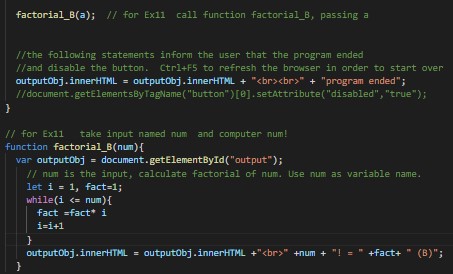 factorial_B(a);  // for Ex11  call function factorial_B, passing a
//the following statements inform the user that the program ended
//and disable the button.  Ctrl+F5 to refresh the browser in order to start over
outputObj.innerHTML = outputObj.innerHTML + "<br><br>" + "program ended";
//document.getElementsByTagName("button")[0].setAttribute("disabled","true");
}
// for Ex11   take input named num  and computer num!
function factorial_B(num){
var outputObj = document.getElementById("output");
// num is the input, calculate factorial of num. Use num as variable name.
let i = 1, fact=1;
while(i <= num){
fact =fact* i
i=i+1
}
outputObj.innerHTML = outputObj.innerHTML +"<br>" +num + "! = " +fact+ " (B)";
}